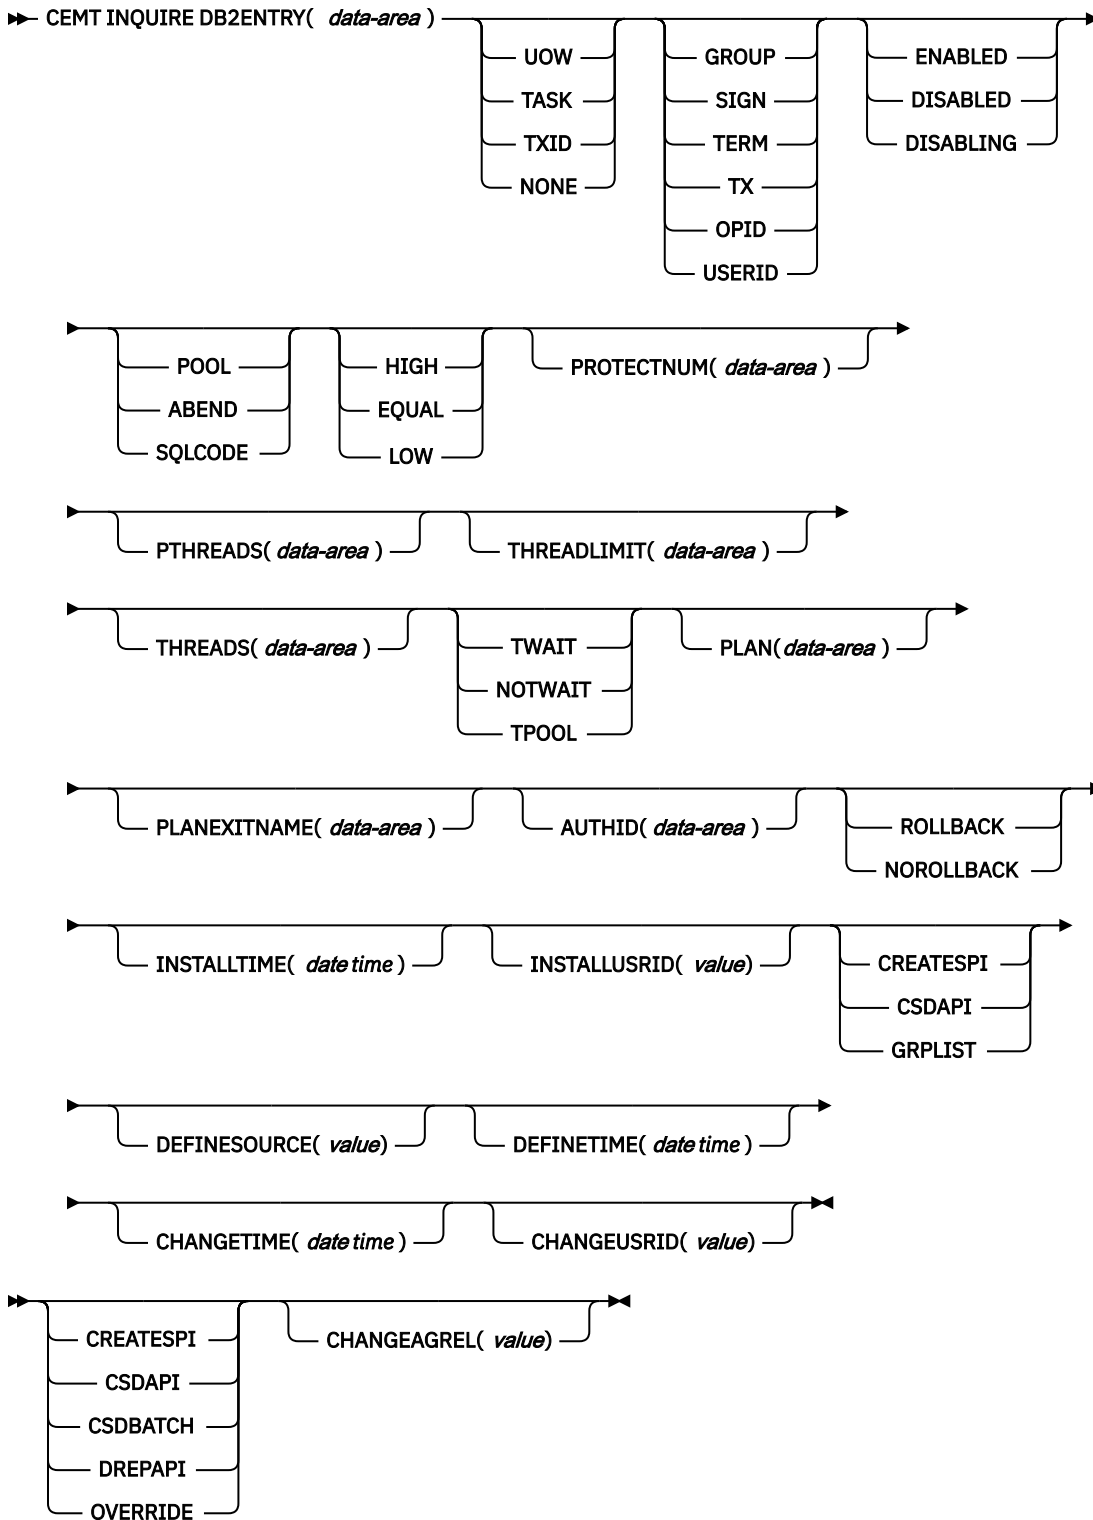 CEMT INQUIRE DB2ENTRY( data-area )
UOW
TASK
TXID
NONE
GROUP
SIGN
TERM
TX
OPID
USERID
ENABLED
DISABLED
DISABLING
POOL
ABEND
SQLCODE
HIGH
EQUAL
LOW
PROTECTNUM( data-area )
PTHREADS( data-area )
THREADLIMIT( data-area )
THREADS( data-area )
TWAIT
NOTWAIT
TPOOL
PLAN(data-area )
PLANEXITNAME( data-area )
AUTHID( data-area )
ROLLBACK
NOROLLBACK
INSTALLTIME( date time )
INSTALLUSRID( value)
CREATESPI
CSDAPI
GRPLIST
DEFINESOURCE( value)
DEFINETIME( date time )
CHANGETIME( date time )
CHANGEUSRID( value)
CREATESPI
CSDAPI
CSDBATCH
DREPAPI
OVERRIDE
CHANGEAGREL( value)